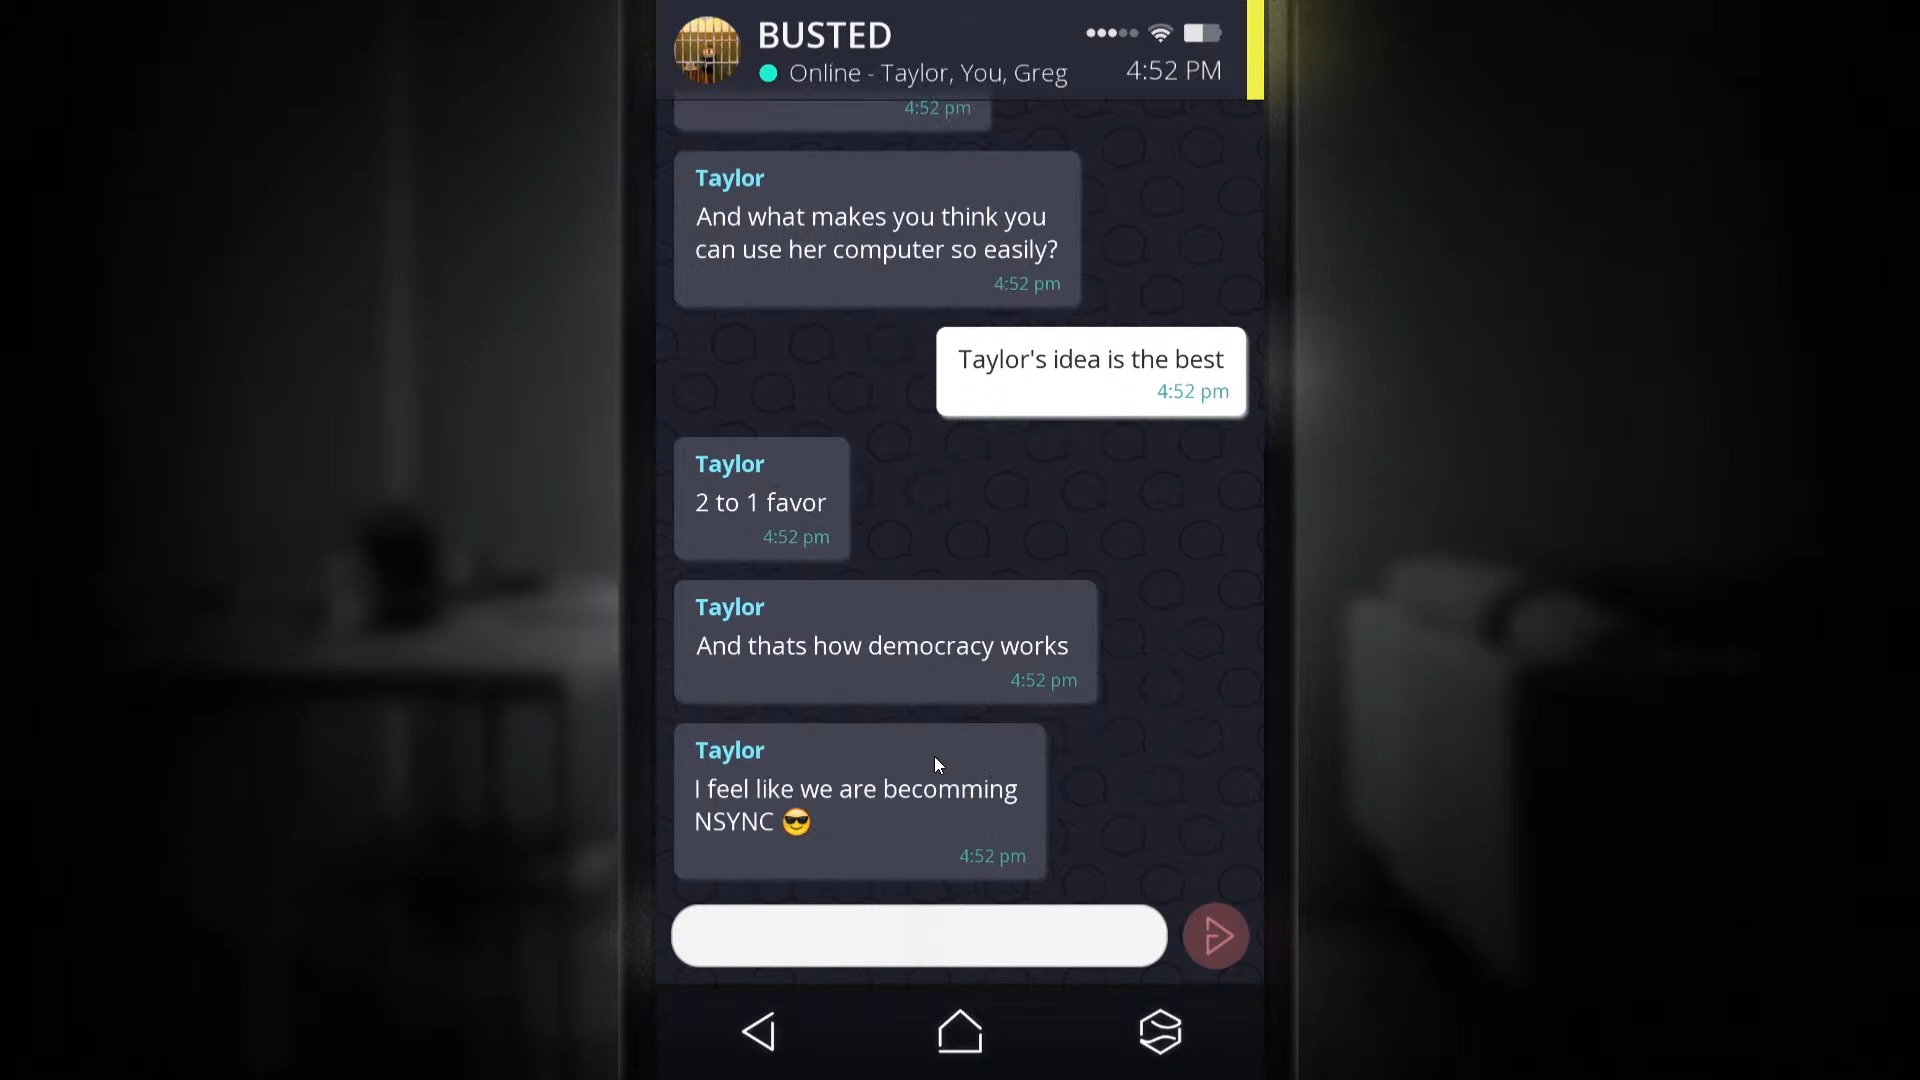 BUSTED
Online - Taylor, You, Greg
4:52 PM
4:52 pm
Taylor
And what makes you think you
can use her computer so easily?
4:52 pm
Taylor's idea is the best
4:52 pm
Taylor
2 to 1 favor
4:52 pm
Taylor
And thats how democracy works
4:52 pm
Taylor
I feel like we are becomming
NSYNC 😎
4:52 pm